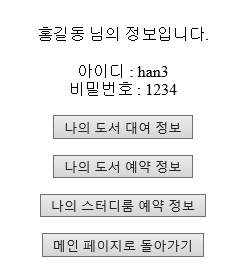 홍길동 님의 정보입니다.
아이디 : han3
비밀번호 : 1234
나의 도서 대여 정보
나의 도서 예약 정보
나의 스터디룸 예약 정보
메인 페이지로 돌아가기